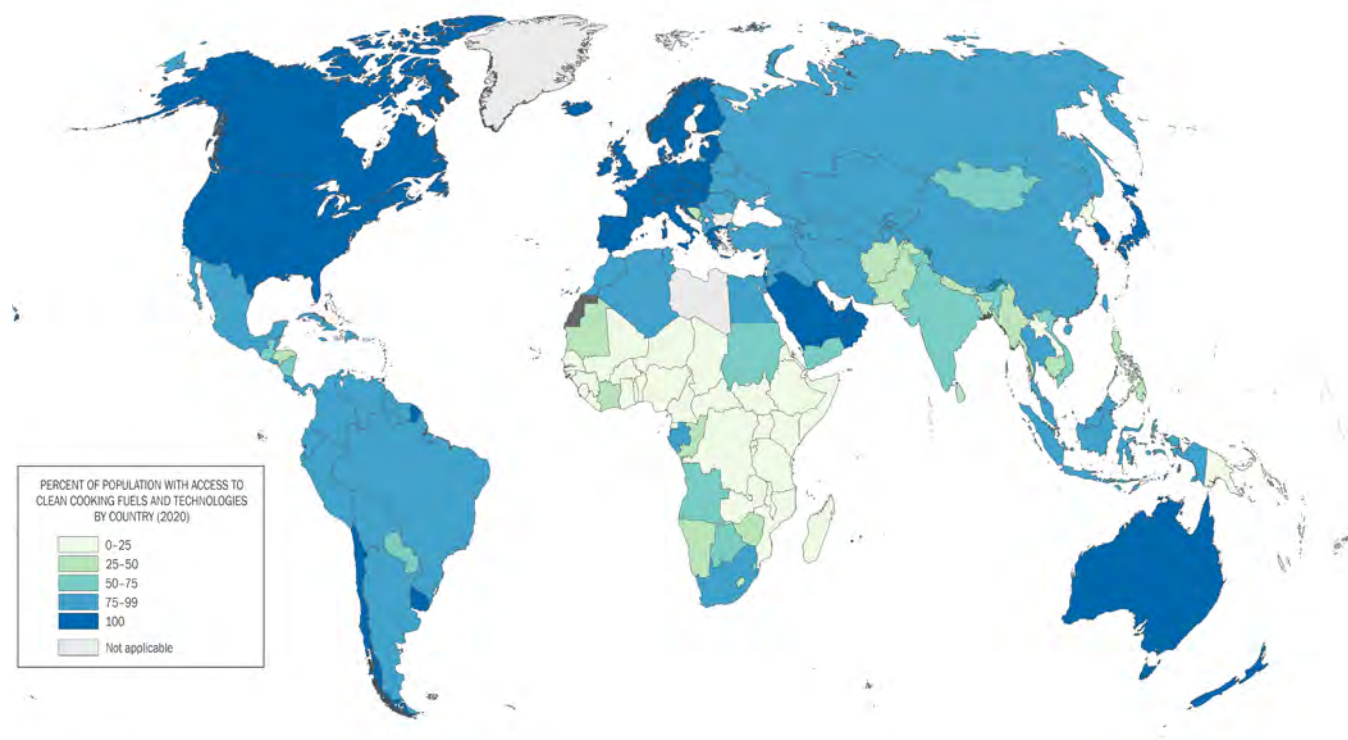 PERCENT OF POPULATION WITH ACCESS TO
CLEAN COOKING FUELS AND TECHNOLOGIES
BY COUNTRY (2020)
0–25
25–50
50–75
75–99
100
Not applicable